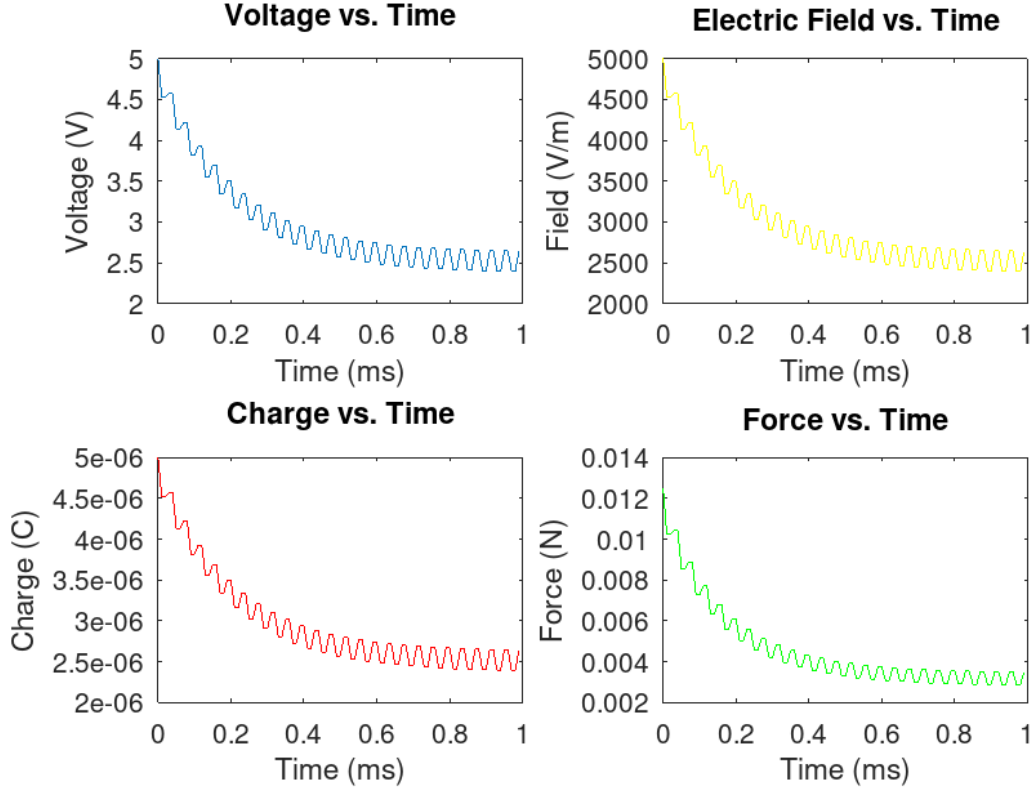 Voltage vs. Time
5
4.5
4
3.5
3
2.5
2
Voltage (V)
0 0.2 0.4 0.6 0.8 1
Time (ms)
Electric Field vs. Time
5000
4500
4000
3500
3000
2500
2000
Field (V/m)
0 0.2 0.4 0.6 0.8 1
Time (ms)
Charge vs. Time
5e-06
4.5e-06
4e-06
3.5e-06
3e-06
2.5e-06
2e-06
Charge (C)
0 0.2 0.4 0.6 0.8 1
Time (ms)
Force vs. Time
0.014
0.012
0.01
0.008
0.006
0.004
0.002
Force (N)
0 0.2 0.4 0.6 0.8 1
Time (ms)